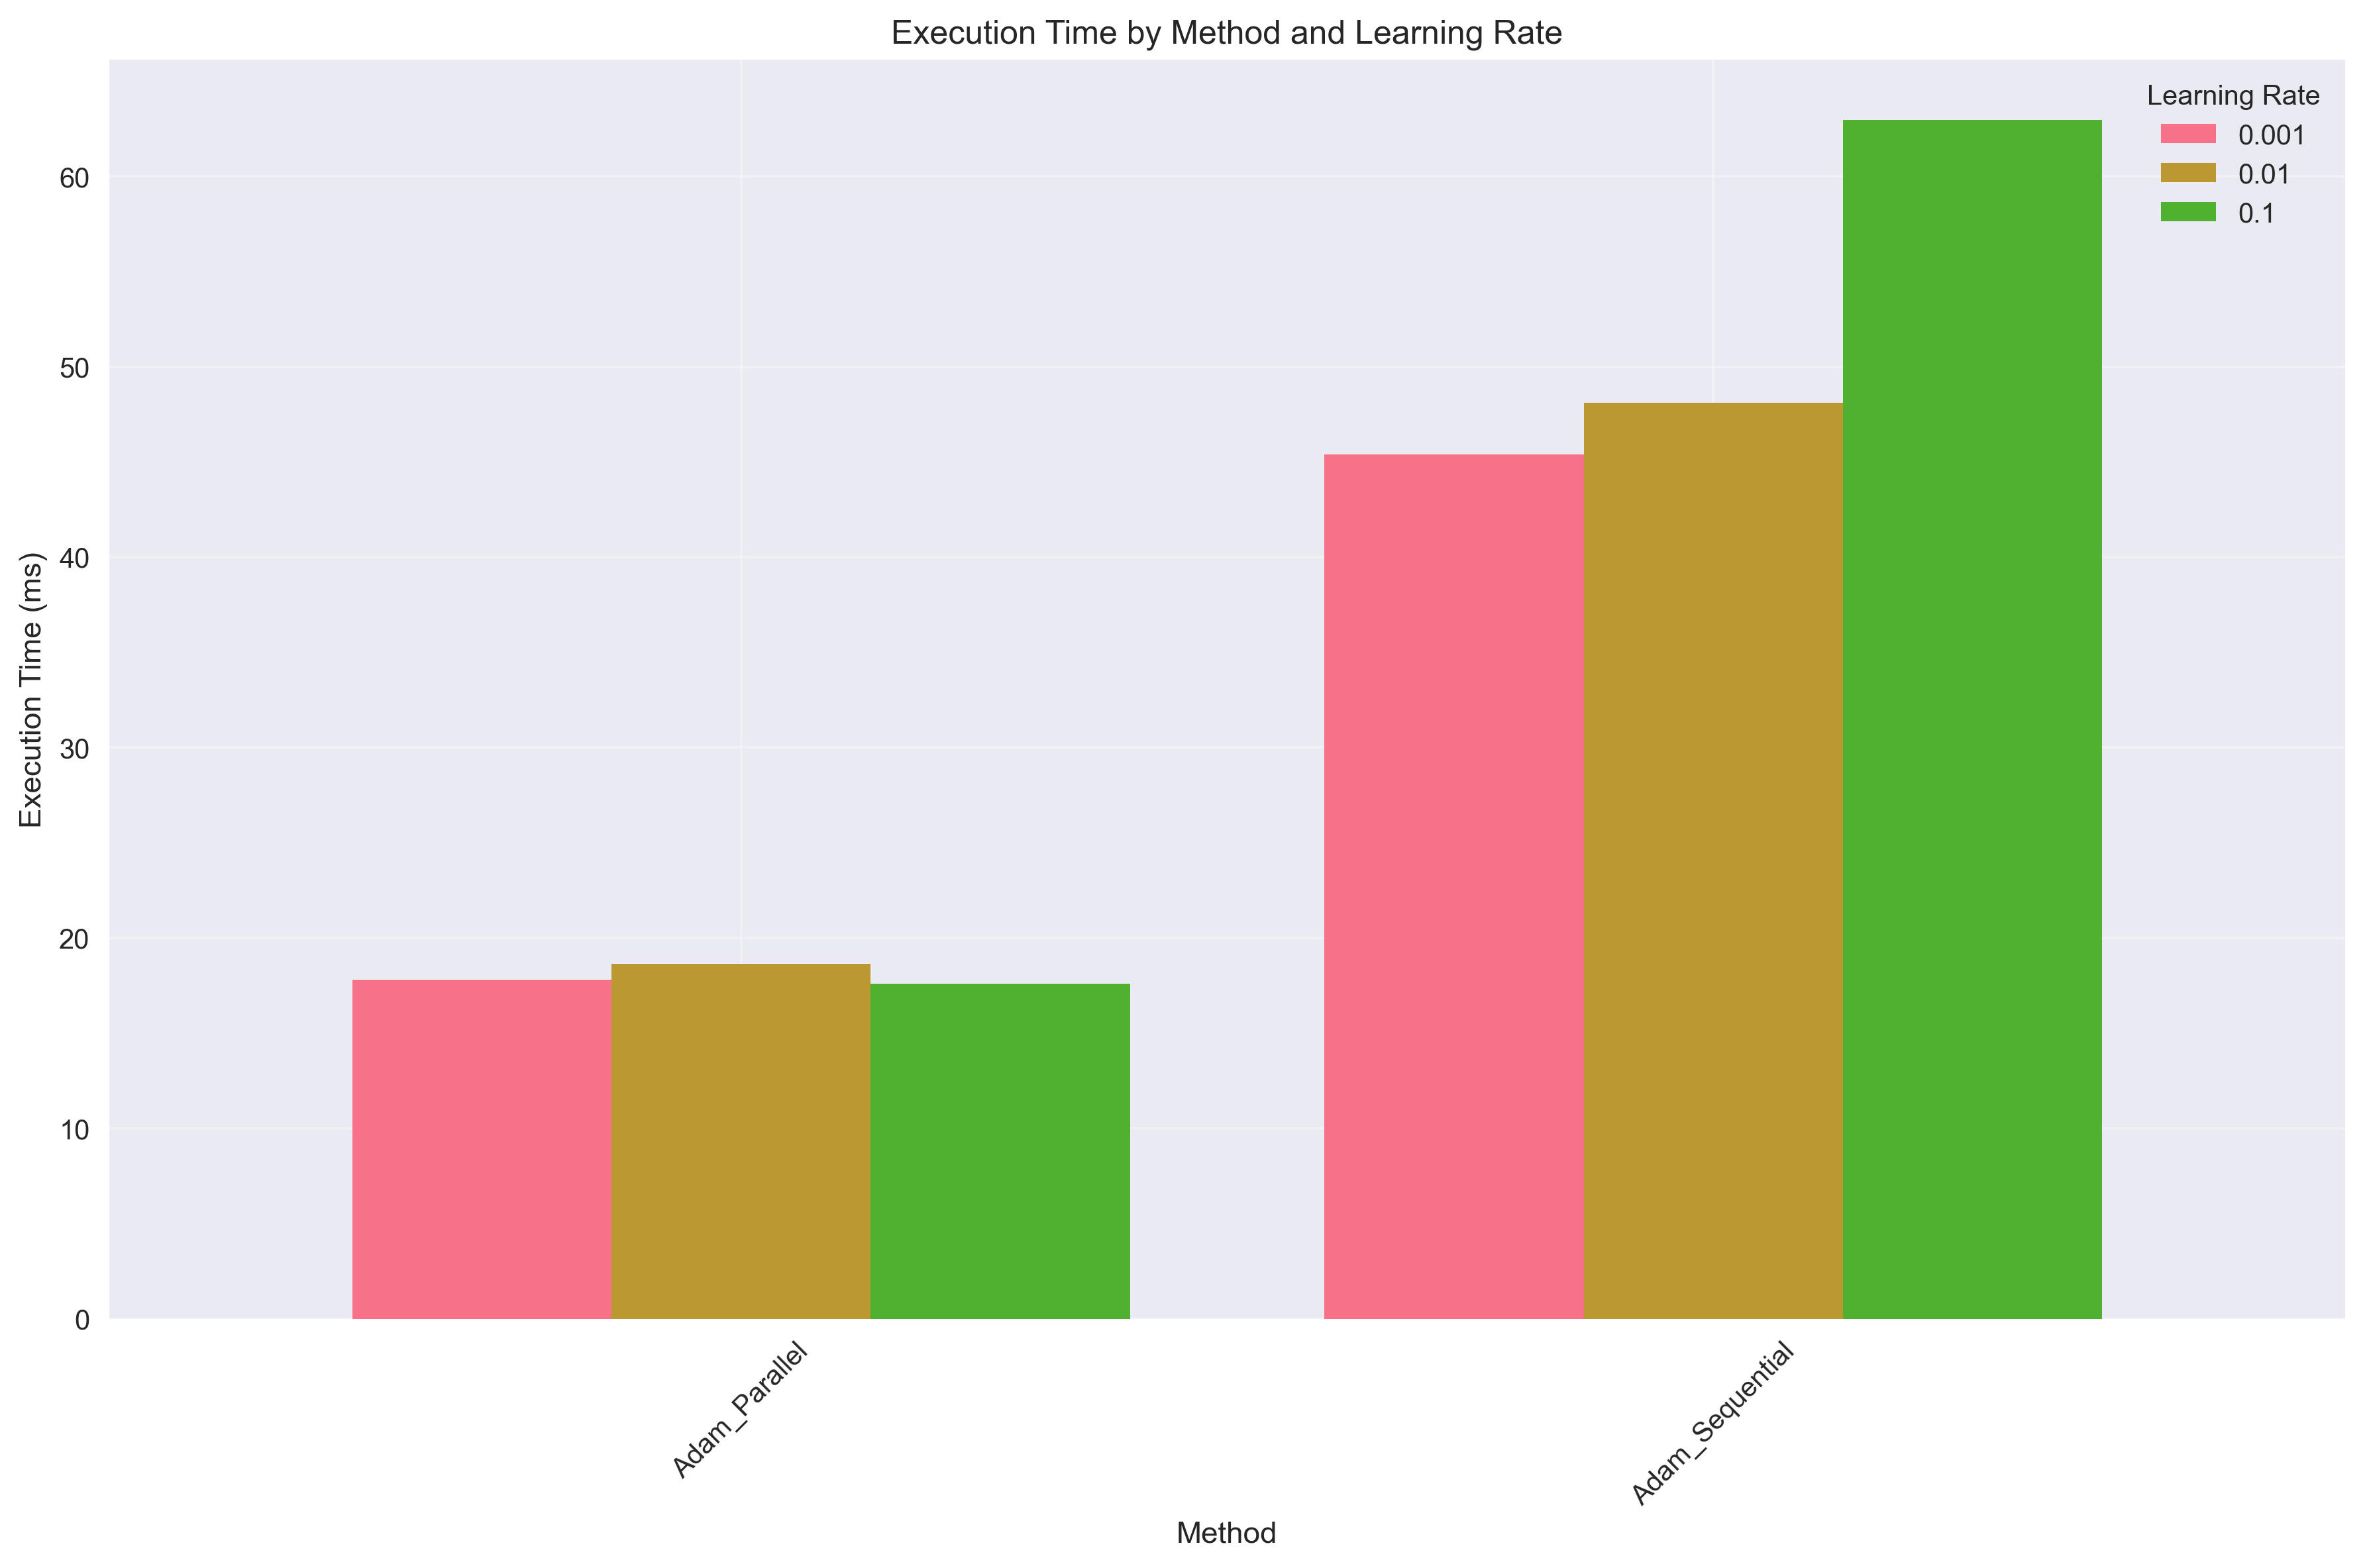 Execution Time by Method and Learning Rate
Learning Rate
0.001
0.01
0.1
Execution Time (ms)
60
50
40
30
20
10
0
Adam_Parallel
Adam_Sequential
Method